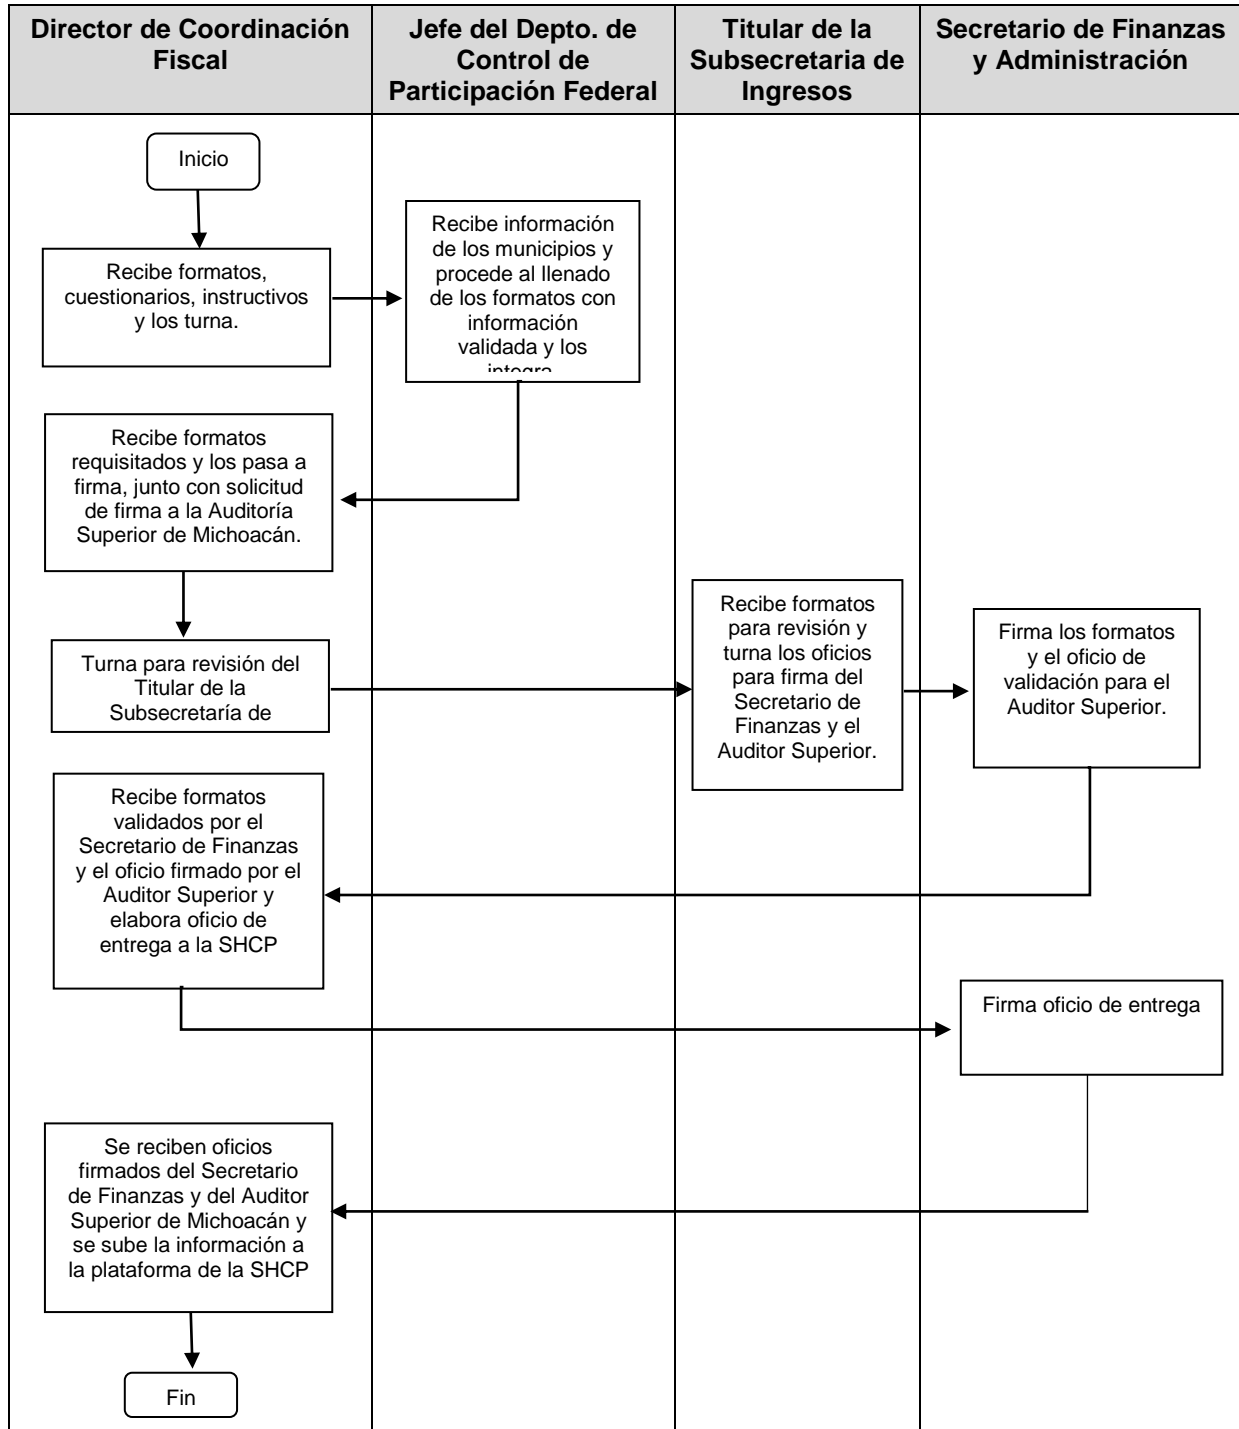 Director de Coordinación
Fiscal
Jefe del Depto. de
Control de
Participación Federal
Titular de la
Subsecretaria de
Ingresos
Secretario de Finanzas
y Administración
Inicio
Recibe formatos,
cuestionarios, instructivos
y los turna.
Recibe información
de los municipios y
procede al llenado
de los formatos con
información
validada y los
integra
Recibe formatos
requisitados y los pasa a
firma, junto con solicitud
de firma a la Auditoría
Superior de Michoacán.
Turna para revisión del
Titular de la
Subsecretaría de
Recibe formatos
para revisión y
turna los oficios
para firma del
Secretario de
Finanzas y el
Auditor Superior.
Firma los formatos
y el oficio de
validación para el
Auditor Superior.
Recibe formatos
validados por el
Secretario de Finanzas
y el oficio firmado por el
Auditor Superior y
elabora oficio de
entrega a la SHCP
Firma oficio de entrega
Se reciben oficios
firmados del Secretario
de Finanzas y del Auditor
Superior de Michoacán y
se sube la información a
la plataforma de la SHCP
Fin